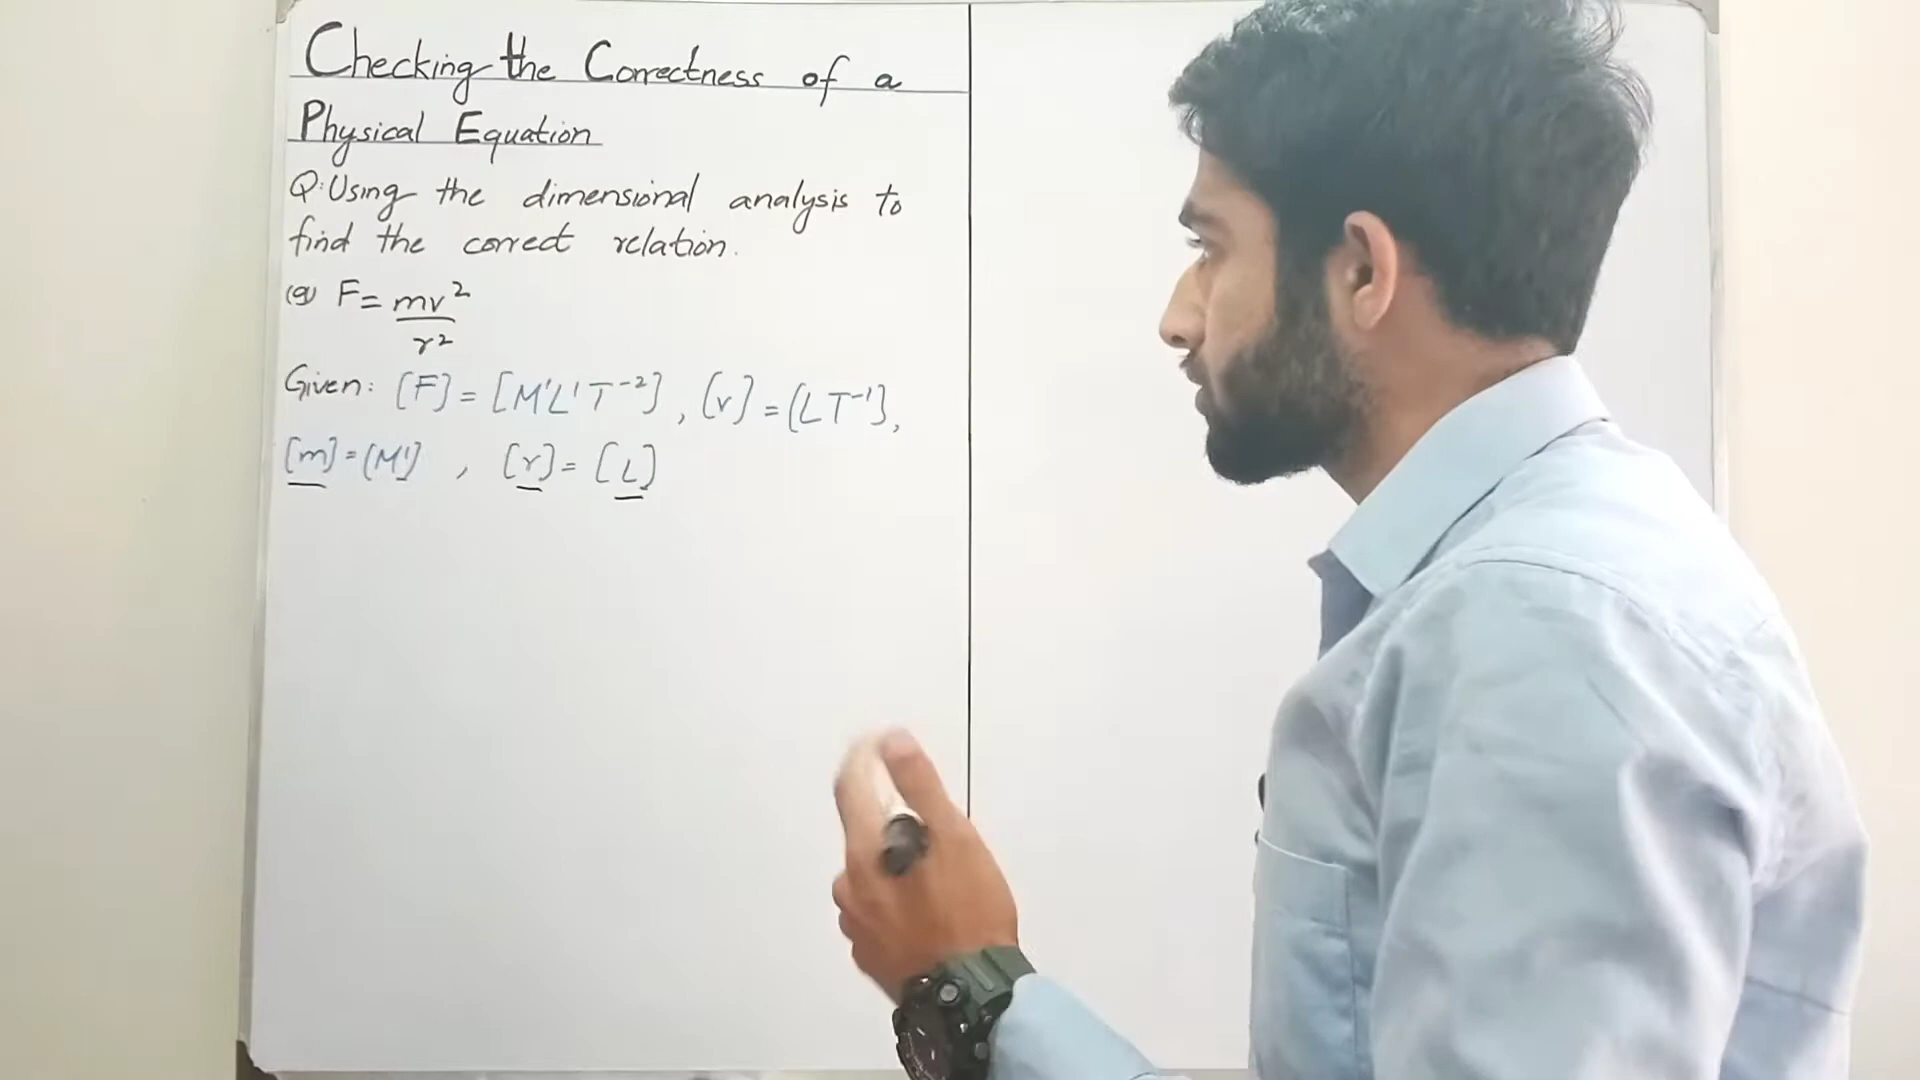 Checking the Correctness of a
Physical Equation
Q: Using the dimensional analysis to
find the correct relation.
(a) F = mv²
r²
Given: [F] = [M¹L¹T⁻²], [v] = [LT⁻¹],
[m] = [M¹] , [r] = [L]